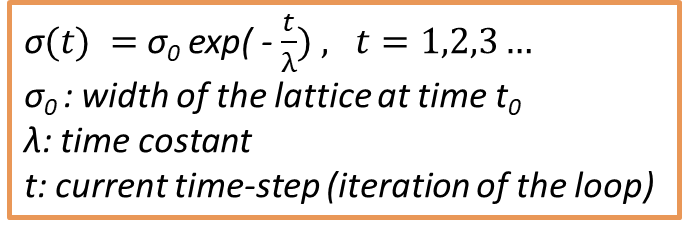 σ(t) = σ₀ exp( - t/λ) , t = 1,2,3 ...
σ₀ : width of the lattice at time t₀
λ: time costant
t: current time-step (iteration of the loop)